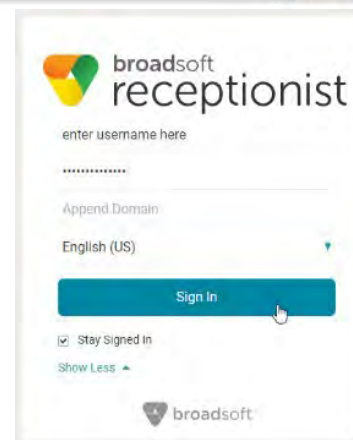 broadsoft
receptionist
enter username here
••••••••••••••
Append Domain
English (US)
Sign In
Stay Signed In
Show Less
broadsoft